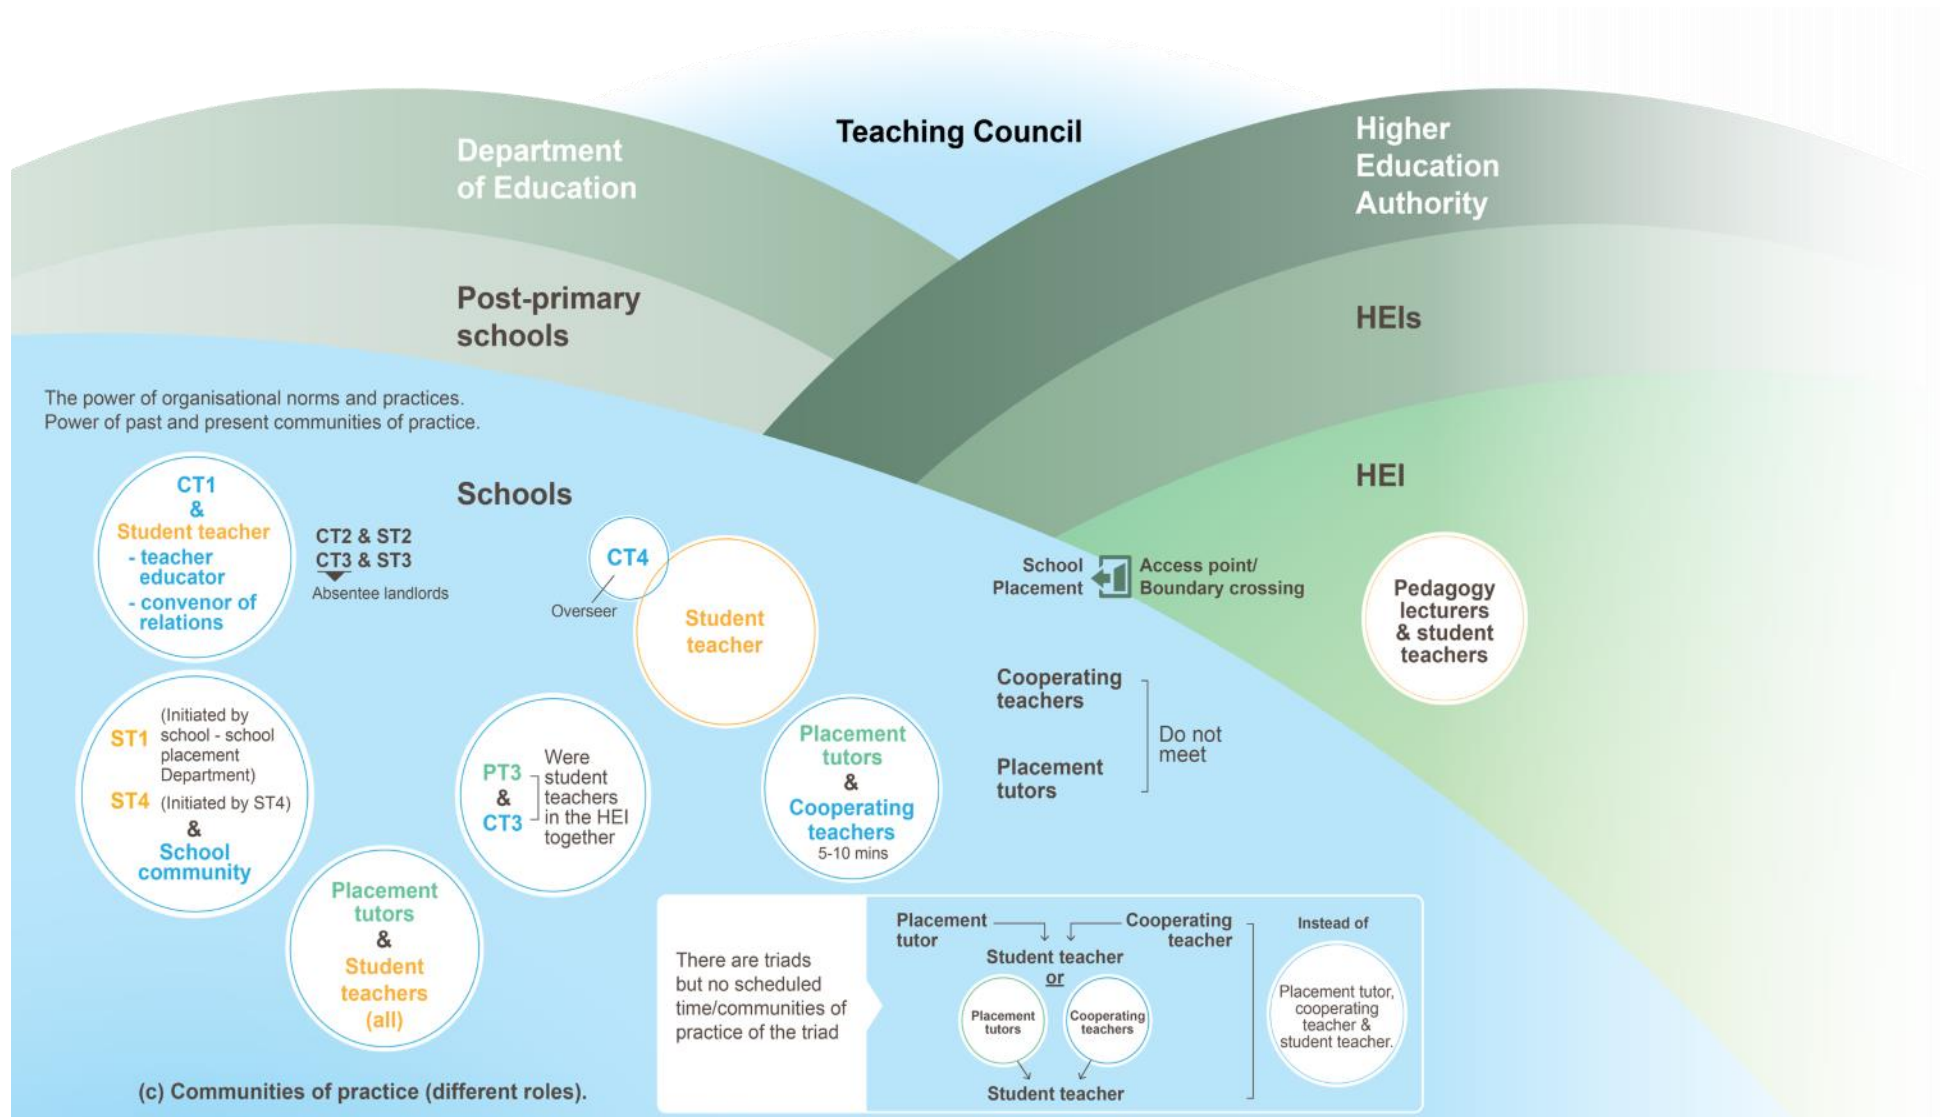 Teaching Council
Department
of Education
Higher
Education
Authority
Post-primary
schools
HEIs
The power of organisational norms and practices.
Power of past and present communities of practice.
HEI
Schools
CT1
&
Student teacher
- teacher
educator
- convenor of
relations
CT2 & ST2
CT3 & ST3
Absentee landlords
CT4
Overseer
Student
teacher
School
Placement
Access point/
Boundary crossing
Pedagogy
lecturers
& student
teachers
ST1
(Initiated by
school - school
placement
Department)
ST4 (Initiated by ST4)
&
School
community
PT3
&
CT3
Were
student
teachers
in the HEI
together
Placement
tutors
&
Cooperating
teachers
5-10 mins
Cooperating
teachers
Placement
tutors
Do not
meet
Placement
tutors
&
Student
teachers
(all)
There are triads
but no scheduled
time/communities of
practice of the triad
Placement
tutor
Cooperating
teacher
Student teacher
or
Placement
tutors
Cooperating
teachers
Student teacher
Instead of
Placement tutor,
cooperating
teacher &
student teacher.
(c) Communities of practice (different roles).